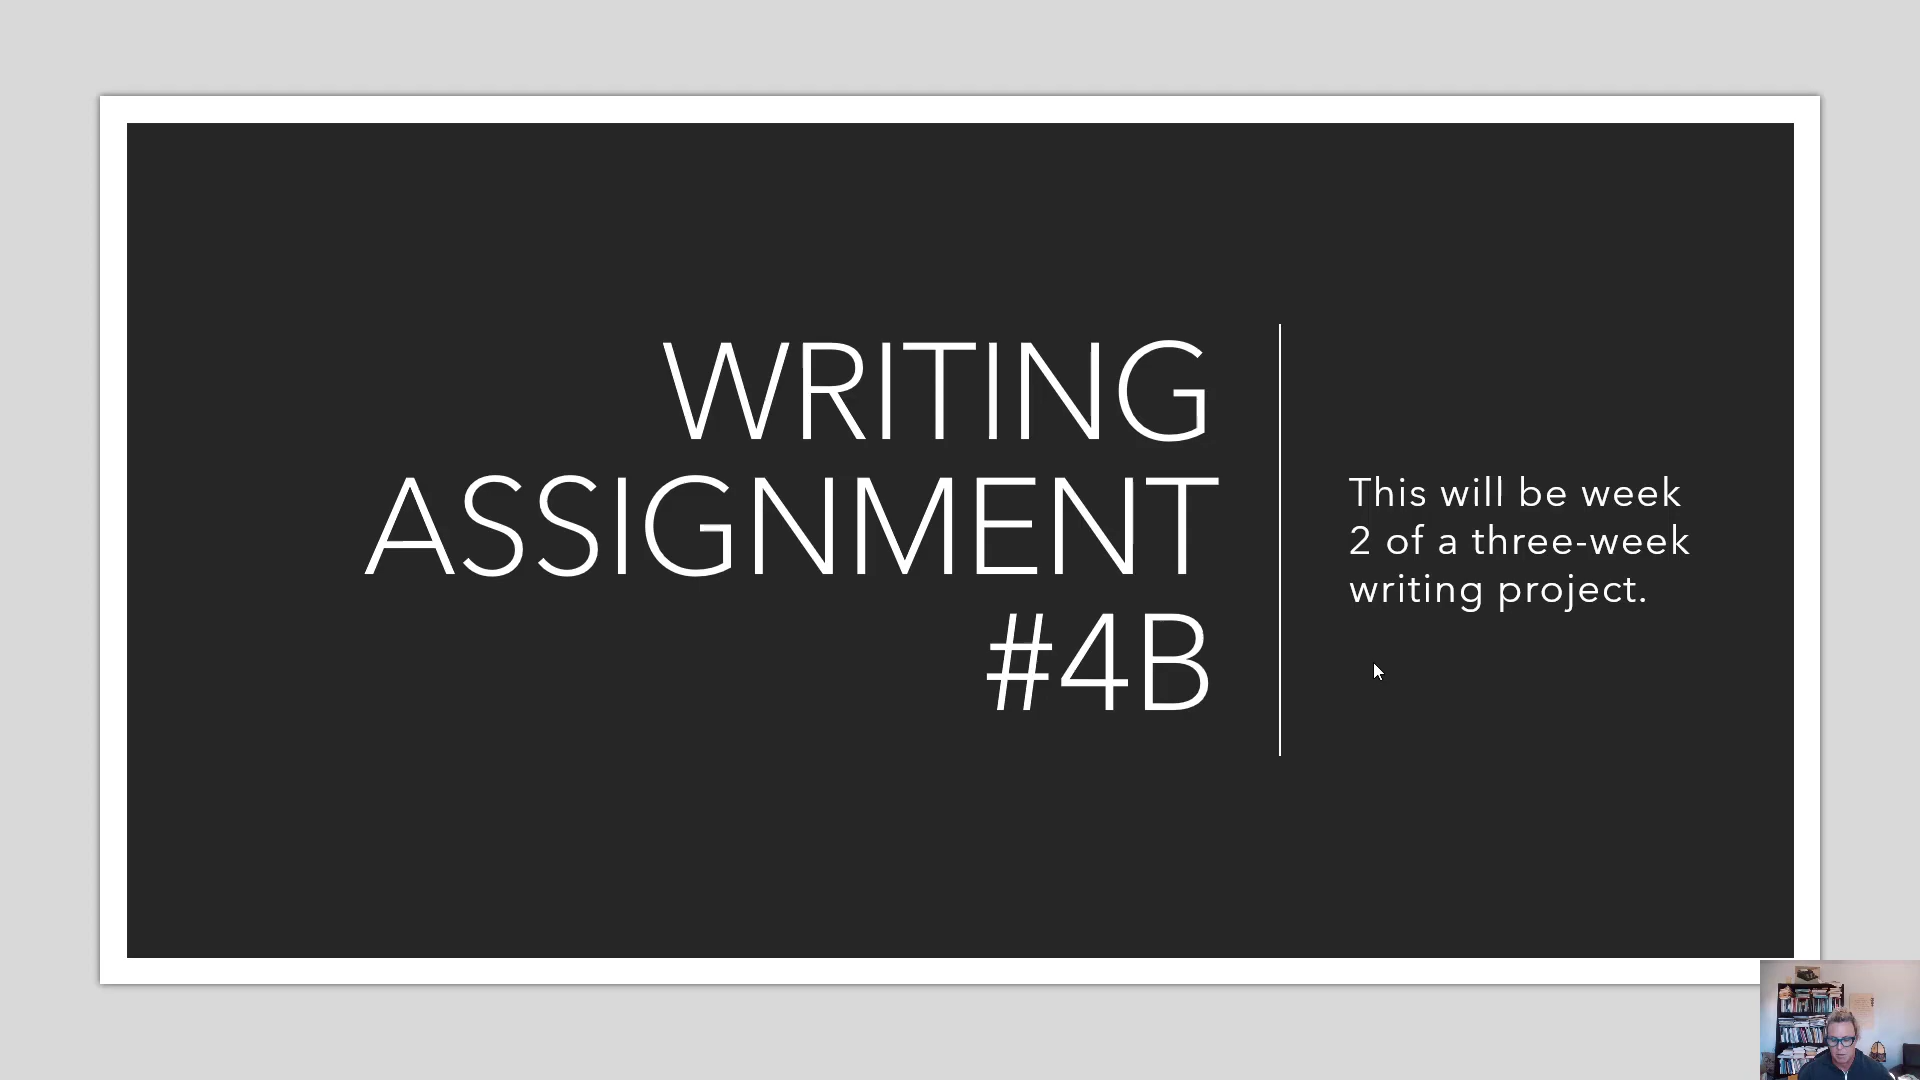 WRITING
ASSIGNMENT
#4B
This will be week
2 of a three-week
writing project.